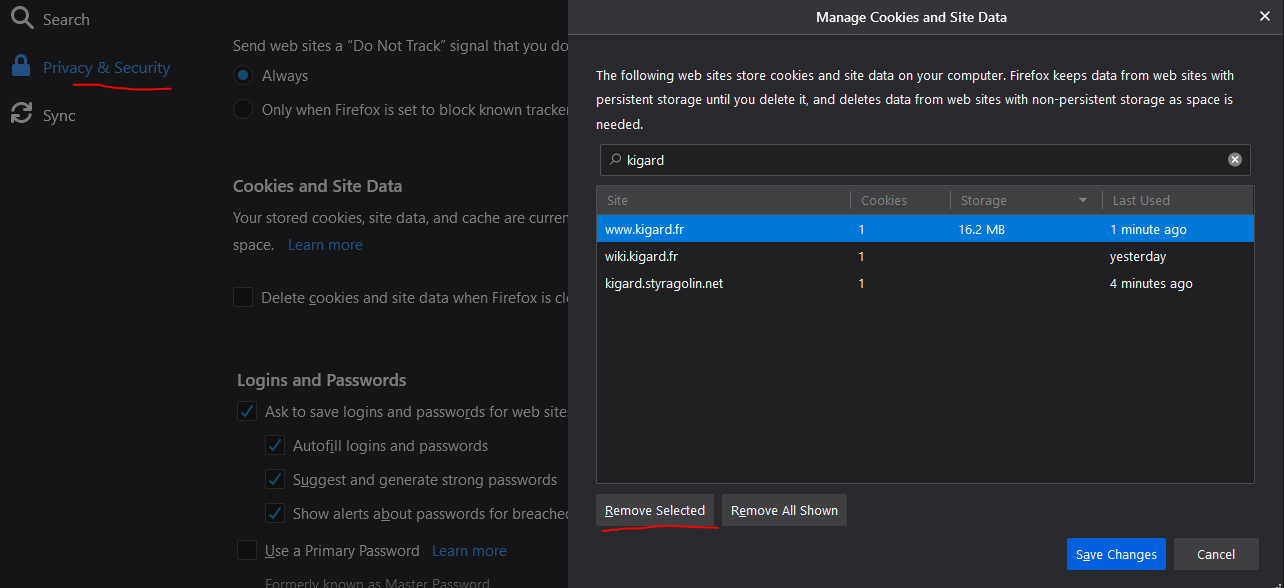 Search
Privacy & Security
Sync
Send web sites a “Do Not Track” signal that you do
Always
Only when Firefox is set to block known tracker
Cookies and Site Data
Your stored cookies, site data, and cache are curren
space. Learn more
Delete cookies and site data when Firefox is clo
Logins and Passwords
Ask to save logins and passwords for web site
Autofill logins and passwords
Suggest and generate strong passwords
Show alerts about passwords for breached
Use a Primary Password Learn more
Formerly known as Master Password
Manage Cookies and Site Data
The following web sites store cookies and site data on your computer. Firefox keeps data from web sites with
persistent storage until you delete it, and deletes data from web sites with non-persistent storage as space is
needed.
kigard
Site Cookies Storage Last Used
www.kigard.fr 1 16.2 MB 1 minute ago
wiki.kigard.fr 1 yesterday
kigard.styragolin.net 1 4 minutes ago
Remove Selected Remove All Shown
Save Changes Cancel